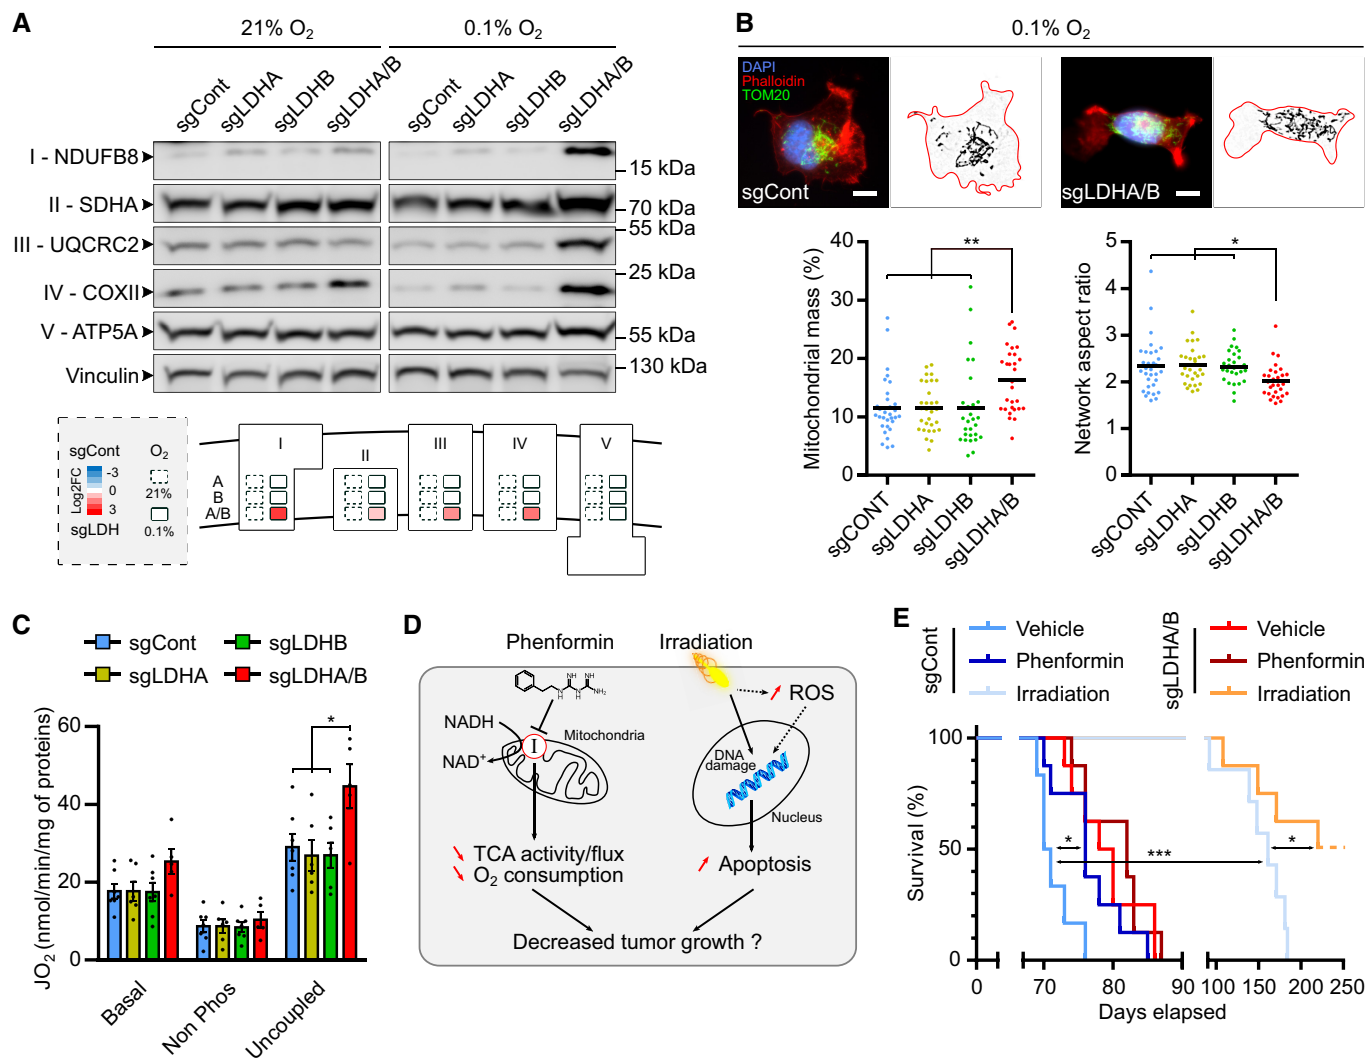 A
21% O2
0.1% O2
sgCont
sgLDHA
sgLDHB
sgLDHA/B
sgCont
sgLDHA
sgLDHB
sgLDHA/B
I - NDUFB8
15 kDa
II - SDHA
70 kDa
III - UQCRC2
55 kDa
25 kDa
IV - COXII
V - ATP5A
55 kDa
Vinculin
130 kDa
sgCont
O2
Log2FC
-3
0
3
21%
sgLDH
0.1%
I
II
III
IV
V
A
B
A/B
B
0.1% O2
DAPI
Phalloidin
TOM20
sgCont
sgLDHA/B
Mitochondrial mass (%)
40
30
20
10
0
**
sgCONT
sgLDHA
sgLDHB
sgLDHA/B
Network aspect ratio
5
4
3
2
1
0
*
sgCONT
sgLDHA
sgLDHB
sgLDHA/B
C
sgCont
sgLDHB
sgLDHA
sgLDHA/B
JO2 (nmol/min/mg of proteins)
60
40
20
0
*
Basal
Non Phos
Uncoupled
D
Phenformin
Irradiation
NH
NH
N
H
N
H
NH2
ROS
NADH
NAD+
I
Mitochondria
DNA
damage
Nucleus
TCA activity/flux
O2 consumption
Apoptosis
Decreased tumor growth ?
E
sgCont
Vehicle
Phenformin
Irradiation
sgLDHA/B
Vehicle
Phenformin
Irradiation
Survival (%)
100
50
0
*
***
*
0
70
80
90
100
150
200
250
Days elapsed